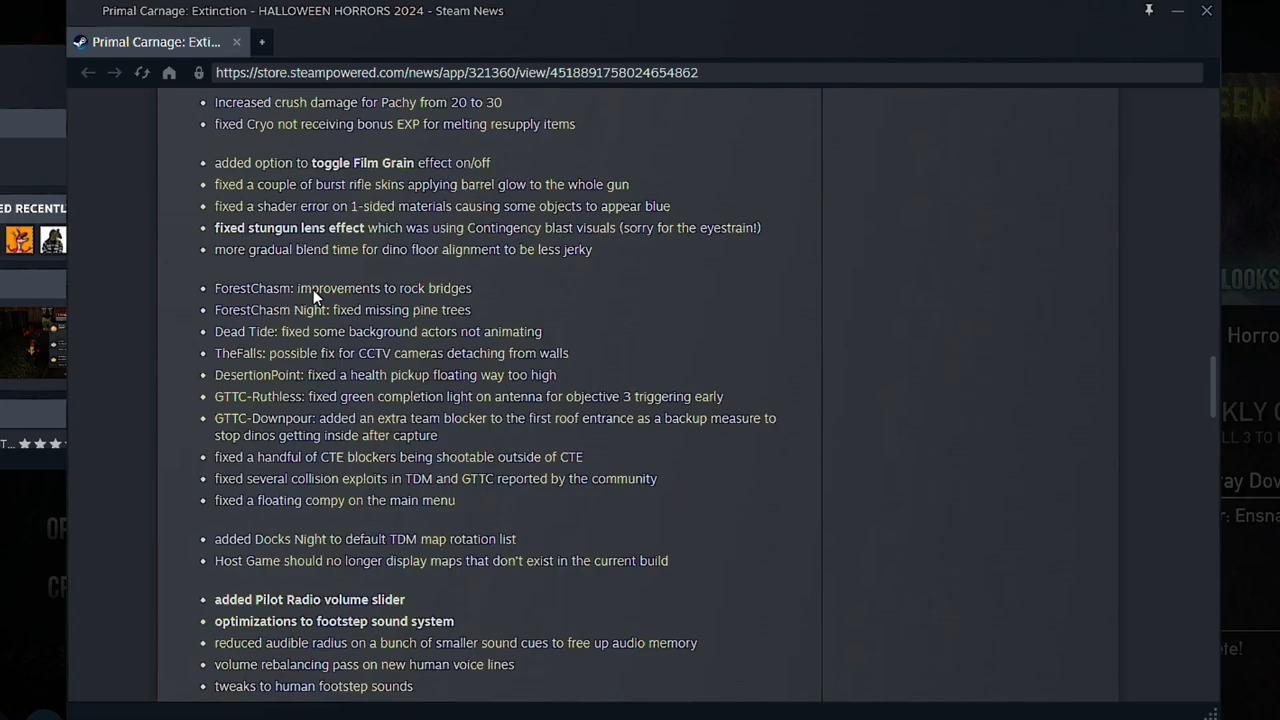 Primal Carnage: Extinction - HALLOWEEN HORRORS 2024 - Steam News
Primal Carnage: Exti...
https://store.steampowered.com/news/app/321360/view/4518891758024654862
Increased crush damage for Pachy from 20 to 30
fixed Cryo not receiving bonus EXP for melting resupply items
added option to toggle Film Grain effect on/off
fixed a couple of burst rifle skins applying barrel glow to the whole gun
fixed a shader error on 1-sided materials causing some objects to appear blue
fixed stungun lens effect which was using Contingency blast visuals (sorry for the eyestrain!)
more gradual blend time for dino floor alignment to be less jerky
ForestChasm: improvements to rock bridges
ForestChasm Night: fixed missing pine trees
Dead Tide: fixed some background actors not animating
TheFalls: possible fix for CCTV cameras detaching from walls
DesertionPoint: fixed a health pickup floating way too high
GTTC-Ruthless: fixed green completion light on antenna for objective 3 triggering early
GTTC-Downpour: added an extra team blocker to the first roof entrance as a backup measure to
stop dinos getting inside after capture
fixed a handful of CTE blockers being shootable outside of CTE
fixed several collision exploits in TDM and GTTC reported by the community
fixed a floating compy on the main menu
added Docks Night to default TDM map rotation list
Host Game should no longer display maps that don't exist in the current build
added Pilot Radio volume slider
optimizations to footstep sound system
reduced audible radius on a bunch of smaller sound cues to free up audio memory
volume rebalancing pass on new human voice lines
tweaks to human footstep sounds
ED RECENTL
T...
OF
CF
EEN
LOOKS
Horro
KLY C
LL 3 TO
ray Do
r: Ensna
te!